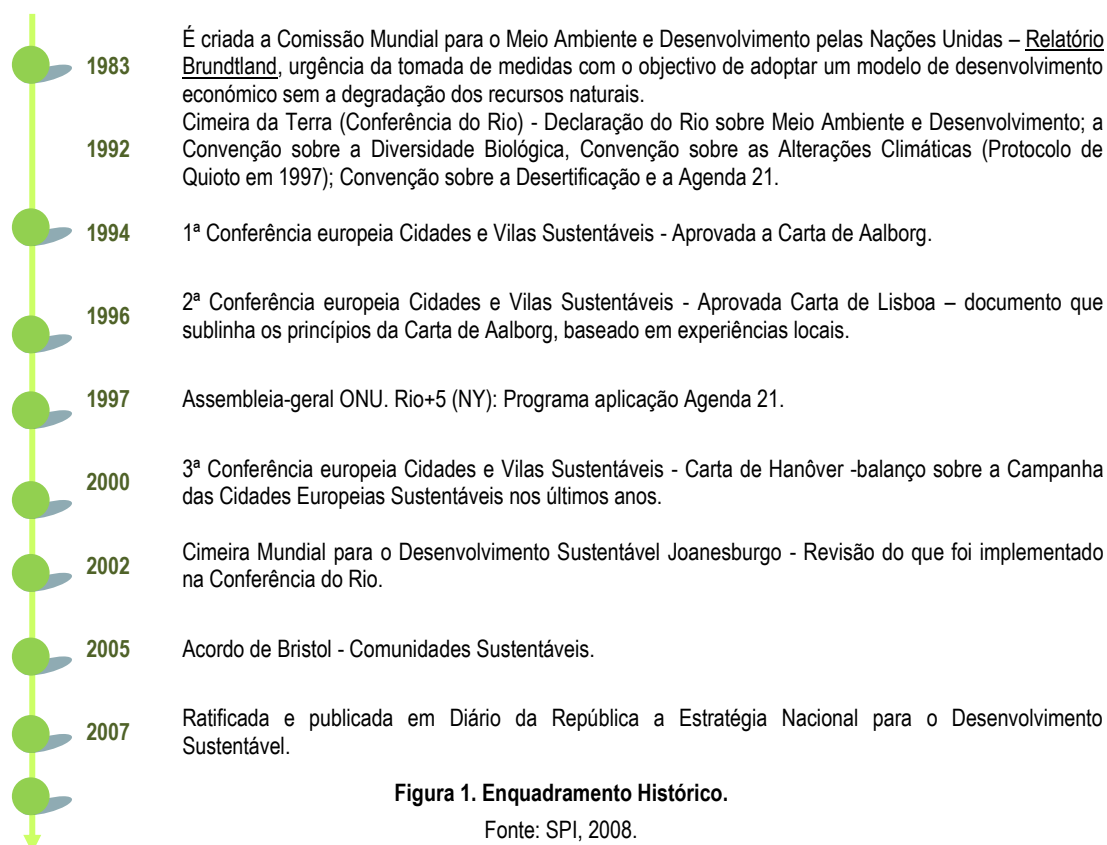 1983
É criada a Comissão Mundial para o Meio Ambiente e Desenvolvimento pelas Nações Unidas – Relatório
Brundtland, urgência da tomada de medidas com o objectivo de adoptar um modelo de desenvolvimento
económico sem a degradação dos recursos naturais.
1992
Cimeira da Terra (Conferência do Rio) - Declaração do Rio sobre Meio Ambiente e Desenvolvimento; a
Convenção sobre a Diversidade Biológica, Convenção sobre as Alterações Climáticas (Protocolo de
Quioto em 1997); Convenção sobre a Desertificação e a Agenda 21.
1994
1ª Conferência europeia Cidades e Vilas Sustentáveis - Aprovada a Carta de Aalborg.
1996
2ª Conferência europeia Cidades e Vilas Sustentáveis - Aprovada Carta de Lisboa – documento que
sublinha os princípios da Carta de Aalborg, baseado em experiências locais.
1997
Assembleia-geral ONU. Rio+5 (NY): Programa aplicação Agenda 21.
2000
3ª Conferência europeia Cidades e Vilas Sustentáveis - Carta de Hanôver -balanço sobre a Campanha
das Cidades Europeias Sustentáveis nos últimos anos.
2002
Cimeira Mundial para o Desenvolvimento Sustentável Joanesburgo - Revisão do que foi implementado
na Conferência do Rio.
2005
Acordo de Bristol - Comunidades Sustentáveis.
2007
Ratificada e publicada em Diário da República a Estratégia Nacional para o Desenvolvimento
Sustentável.
Figura 1. Enquadramento Histórico.
Fonte: SPI, 2008.